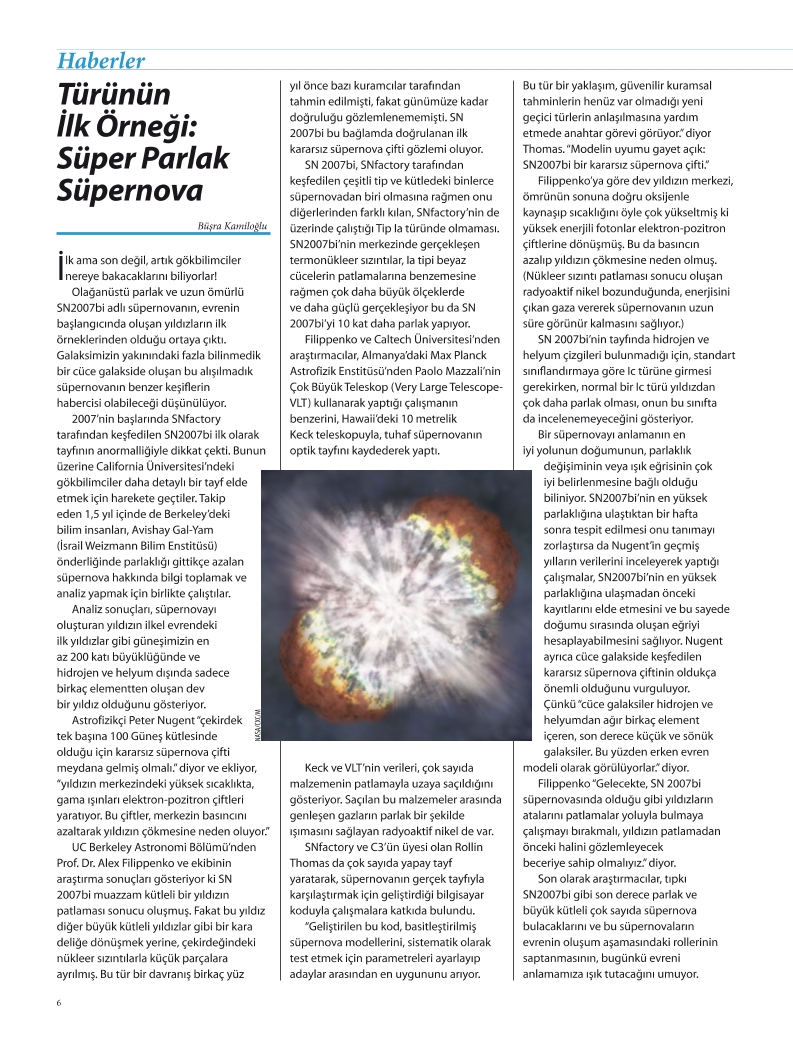 Haberler
Türünün
İlk Örneği:
Süper Parlak
Süpernova
Büşra Kamiloğlu
İlk ama son değil, artık gökbilimciler
nereye bakacaklarını biliyorlar!
Olağanüstü parlak ve uzun ömürlü
SN2007bi adlı süpernovanın, evrenin
başlangıcında oluşan yıldızların ilk
örneklerinden olduğu ortaya çıktı.
Galaksimizin yakınındaki fazla bilinmedik
bir cüce galakside oluşan bu alışılmadık
süpernovanın benzer keşiflerin
habercisi olabileceği düşünülüyor.
2007'nin başlarında SNfactory
tarafından keşfedilen SN2007bi ilk olarak
tayfının anormalliğiyle dikkat çekti. Bunun
üzerine California Üniversitesi'ndeki
gökbilimciler daha detaylı bir tayf elde
etmek için harekete geçtiler. Takip
eden 1,5 yıl içinde de Berkeley'deki
bilim insanları, Avishay Gal-Yam
(İsrail Weizmann Bilim Enstitüsü)
önderliğinde parlaklığı gittikçe azalan
süpernova hakkında bilgi toplamak ve
analiz yapmak için birlikte çalıştılar.
Analiz sonuçları, süpernovayı
oluşturan yıldızın ilkel evrendeki
ilk yıldızlar gibi güneşimizin en
az 200 katı büyüklüğünde ve
hidrojen ve helyum dışında sadece
birkaç elementten oluşan dev
bir yıldız olduğunu gösteriyor.
Astrofizikçi Peter Nugent "çekirdek
tek başına 100 Güneş kütlesinde
olduğu için kararsız süpernova çifti
meydana gelmiş olmalı." diyor ve ekliyor,
"yıldızın merkezindeki yüksek sıcaklıkta,
gama ışınları elektron-pozitron çiftleri
yaratıyor. Bu çiftler, merkezin basıncını
azaltarak yıldızın çökmesine neden oluyor."
UC Berkeley Astronomi Bölümü'nden
Prof. Dr. Alex Filippenko ve ekibinin
araştırma sonuçları gösteriyor ki SN
2007bi muazzam kütleli bir yıldızın
patlaması sonucu oluşmuş. Fakat bu yıldız
diğer büyük kütleli yıldızlar gibi bir kara
deliğe dönüşmek yerine, çekirdeğindeki
nükleer sızıntılarla küçük parçalara
ayrılmış. Bu tür bir davranış birkaç yüz
yıl önce bazı kuramcılar tarafından
tahmin edilmişti, fakat günümüze kadar
doğruluğu gözlemlenememişti. SN
2007bi bu bağlamda doğrulanan ilk
kararsız süpernova çifti gözlemi oluyor.
SN 2007bi, SNfactory tarafından
keşfedilen çeşitli tip ve kütledeki binlerce
süpernovadan biri olmasına rağmen onu
diğerlerinden farklı kılan, SNfactory'nin de
üzerinde çalıştığı Tip Ia türünde olmaması.
SN2007bi'nin merkezinde gerçekleşen
termonükleer sızıntılar, Ia tipi beyaz
cücelerin patlamalarına benzemesine
rağmen çok daha büyük ölçeklerde
ve daha güçlü gerçekleşiyor bu da SN
2007bi'yi 10 kat daha parlak yapıyor.
Filippenko ve Caltech Üniversitesi'nden
araştırmacılar, Almanya'daki Max Planck
Astrofizik Enstitüsü'nden Paolo Mazzali'nin
Çok Büyük Teleskop (Very Large Telescope-
VLT) kullanarak yaptığı çalışmanın
benzerini, Hawaii'deki 10 metrelik
Keck teleskopuyla, tuhaf süpernovanın
optik tayfını kaydederek yaptı.
NASA/CXC/M
Keck ve VLT'nin verileri, çok sayıda
malzemenin patlamayla uzaya saçıldığını
gösteriyor. Saçılan bu malzemeler arasında
genleşen gazların parlak bir şekilde
ışımasını sağlayan radyoaktif nikel de var.
SNfactory ve C3'ün üyesi olan Rollin
Thomas da çok sayıda yapay tayf
yaratarak, süpernovanın gerçek tayfıyla
karşılaştırmak için geliştirdiği bilgisayar
koduyla çalışmalara katkıda bulundu.
"Geliştirilen bu kod, basitleştirilmiş
süpernova modellerini, sistematik olarak
test etmek için parametreleri ayarlayıp
adaylar arasından en uygununu arıyor.
Bu tür bir yaklaşım, güvenilir kuramsal
tahminlerin henüz var olmadığı yeni
geçici türlerin anlaşılmasına yardım
etmede anahtar görevi görüyor." diyor
Thomas. "Modelin uyumu gayet açık:
SN2007bi bir kararsız süpernova çifti."
Filippenko'ya göre dev yıldızın merkezi,
ömrünün sonuna doğru oksijenle
kaynaşıp sıcaklığını öyle çok yükseltmiş ki
yüksek enerjili fotonlar elektron-pozitron
çiftlerine dönüşmüş. Bu da basıncın
azalıp yıldızın çökmesine neden olmuş.
(Nükleer sızıntı patlaması sonucu oluşan
radyoaktif nikel bozunduğunda, enerjisini
çıkan gaza vererek süpernovanın uzun
süre görünür kalmasını sağlıyor.)
SN 2007bi'nin tayfında hidrojen ve
helyum çizgileri bulunmadığı için, standart
sınıflandırmaya göre Ic türüne girmesi
gerekirken, normal bir Ic türü yıldızdan
çok daha parlak olması, onun bu sınıfta
da incelenemeyeceğini gösteriyor.
Bir süpernovayı anlamanın en
iyi yolunun doğumunun, parlaklık
değişiminin veya ışık eğrisinin çok
iyi belirlenmesine bağlı olduğu
biliniyor. SN2007bi'nin en yüksek
parlaklığına ulaştıktan bir hafta
sonra tespit edilmesi onu tanımayı
zorlaştırsa da Nugent'in geçmiş
yılların verilerini inceleyerek yaptığı
çalışmalar, SN2007bi'nin en yüksek
parlaklığına ulaşmadan önceki
kayıtlarını elde etmesini ve bu sayede
doğumu sırasında oluşan eğriyi
hesaplayabilmesini sağlıyor. Nugent
ayrıca cüce galakside keşfedilen
kararsız süpernova çiftinin oldukça
önemli olduğunu vurguluyor.
Çünkü "cüce galaksiler hidrojen ve
helyumdan ağır birkaç element
içeren, son derece küçük ve sönük
galaksiler. Bu yüzden erken evren
modeli olarak görülüyorlar." diyor.
Filippenko "Gelecekte, SN 2007bi
süpernovasında olduğu gibi yıldızların
atalarını patlamalar yoluyla bulmaya
çalışmayı bırakmalı, yıldızın patlamadan
önceki halini gözlemleyecek
beceriye sahip olmalıyız." diyor.
Son olarak araştırmacılar, tıpkı
SN2007bi gibi son derece parlak ve
büyük kütleli çok sayıda süpernova
bulacaklarını ve bu süpernovaların
evrenin oluşum aşamasındaki rollerinin
saptanmasının, bugünkü evreni
anlamamıza ışık tutacağını umuyor.
6